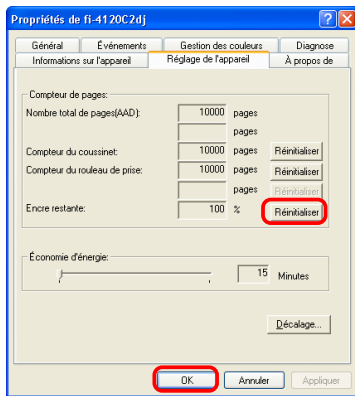 Propriétés de fi-4120C2dj
Général Événements Gestion des couleurs Diagnose
Informations sur l'appareil Réglage de l'appareil À propos de
Compteur de pages:
Nombre total de pages(AAD): 10000 pages
pages
Compteur du coussinet: 10000 pages Réinitialiser
Compteur du rouleau de prise: 10000 pages Réinitialiser
pages Réinitialiser
Encre restante: 100 % Réinitialiser
Économie d'énergie:
15 Minutes
Décalage...
OK Annuler Appliquer